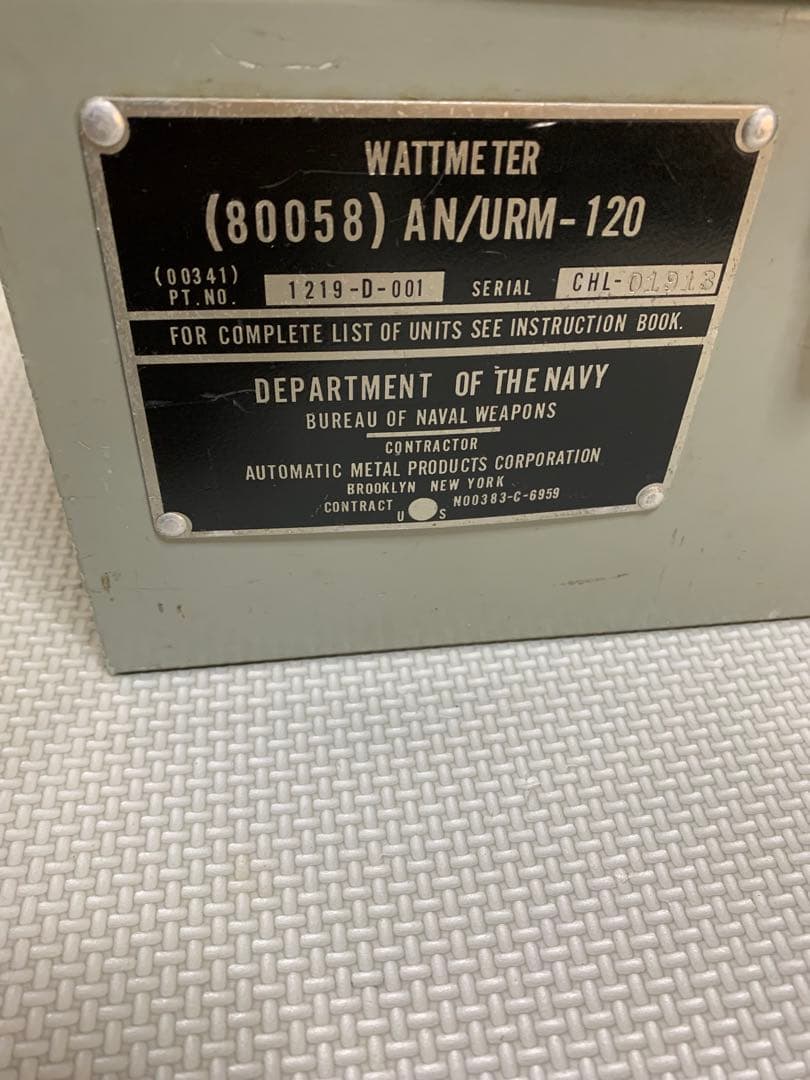 WATTMETER
(80058) AN/URM-120
(00341)
PT.NO. 1219-D-001 SERIAL CHL-01913
FOR COMPLETE LIST OF UNITS SEE INSTRUCTION BOOK.
DEPARTMENT OF THE NAVY
BUREAU OF NAVAL WEAPONS
CONTRACTOR
AUTOMATIC METAL PRODUCTS CORPORATION
BROOKLYN NEW YORK
CONTRACT N00383-C-6959
U S